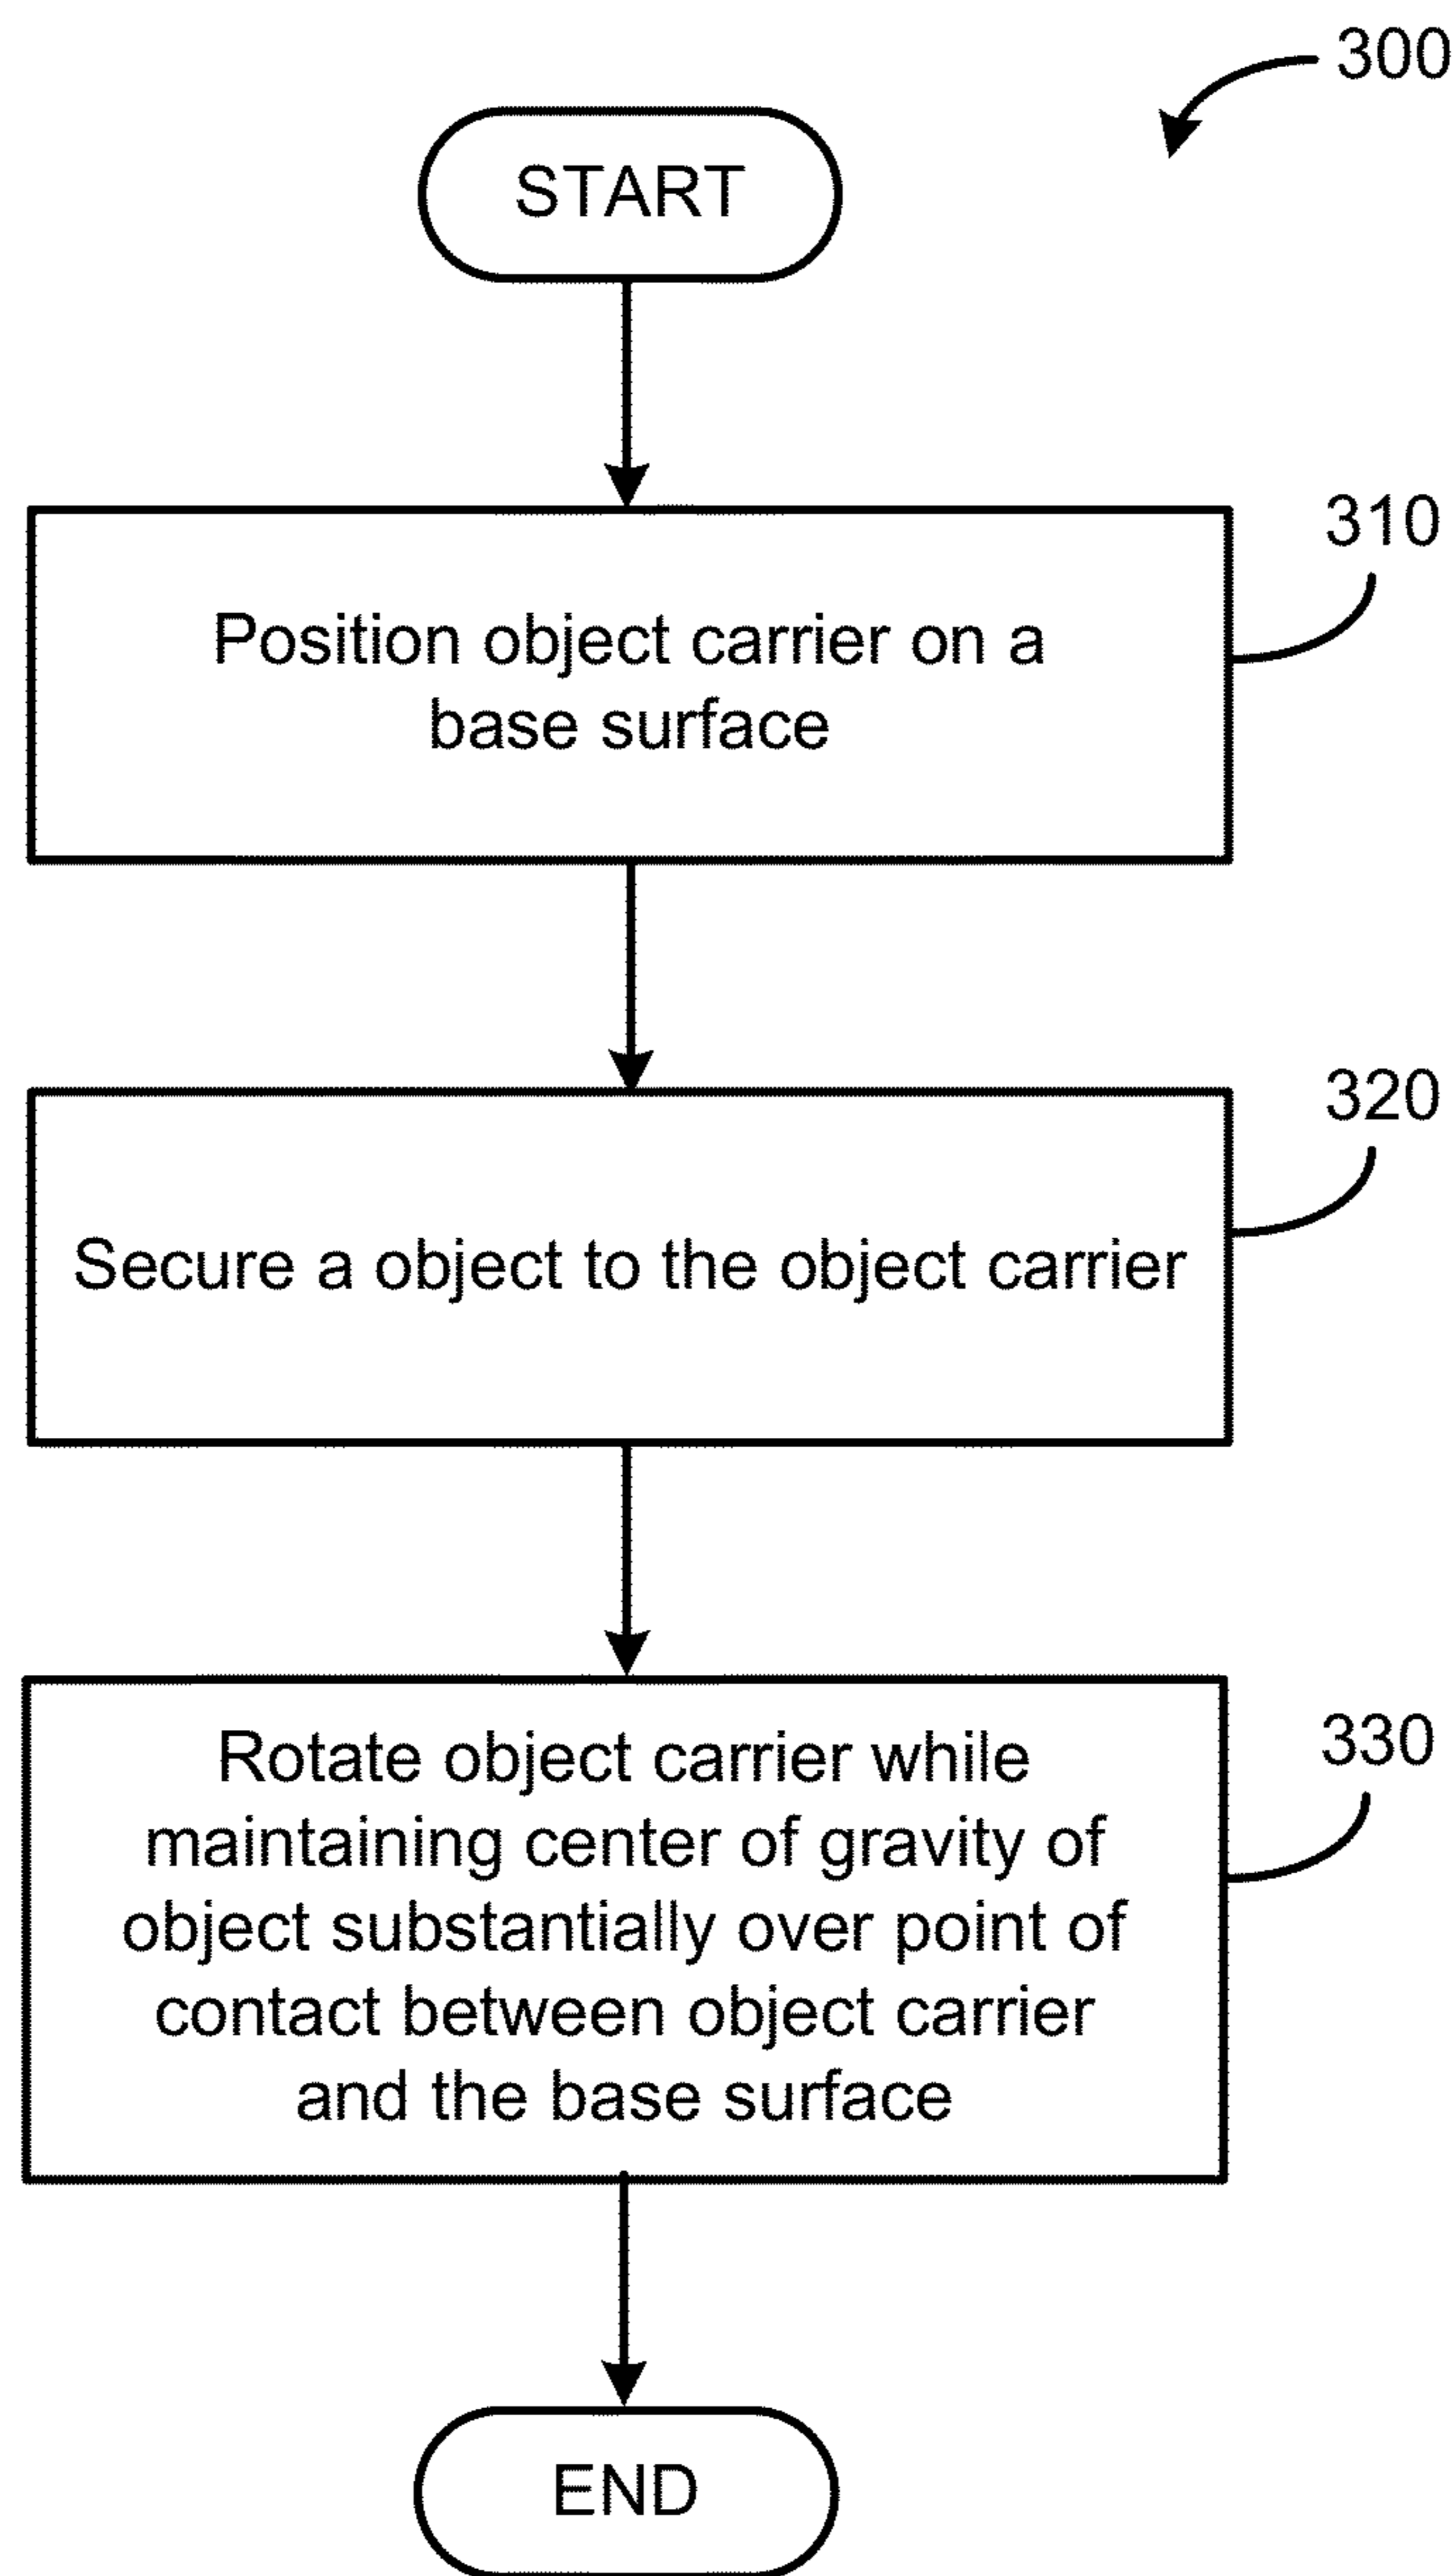 300
START
310
Position object carrier on a
base surface
320
Secure a object to the object carrier
330
Rotate object carrier while
maintaining center of gravity of
object substantially over point of
contact between object carrier
and the base surface
END